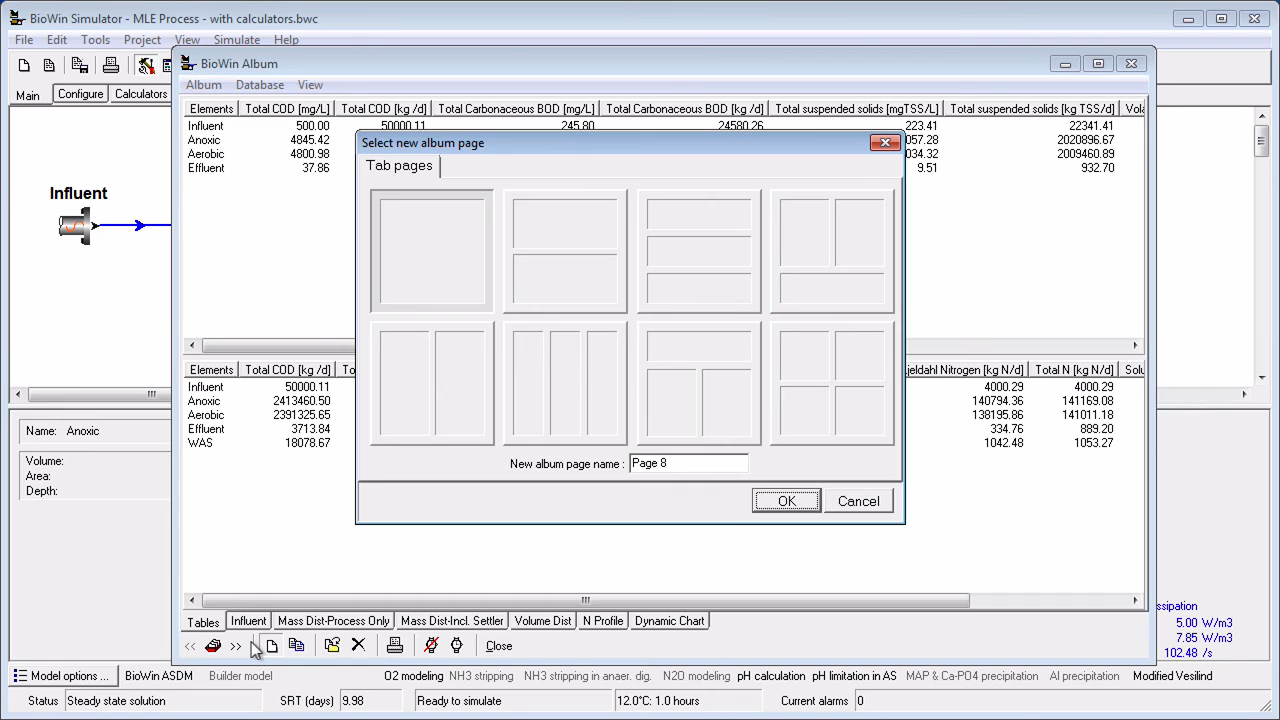 BioWin Simulator - MLE Process - with calculators.bwc
File Edit Tools Project View Simulate Help
Main Configure Calculators
BioWin Album
Album Database View
Elements Total COD [mg/L] Total COD [kg /d] Total Carbonaceous BOD [mg/L] Total Carbonaceous BOD [kg /d] Total suspended solids [mgTSS/L] Total suspended solids [kg TSS/d]
Influent 500.00 50000.11 245.80 24580.26 223.41 22341.41
Anoxic 4845.42 057.28 2020896.67
Aerobic 4800.98 034.32 2009460.89
Effluent 37.86 9.51 932.70
Select new album page
Tab pages
New album page name : Page 8
OK Cancel
Influent
Elements Total COD [kg /d] jeldahl Nitrogen [kg N/d] Total N [kg N/d]
Influent 50000.11 4000.29 4000.29
Anoxic 2413460.50 140794.36 141169.08
Aerobic 2391325.65 138195.86 141011.18
Effluent 3713.84 334.76 889.20
WAS 18078.67 1042.48 1053.27
Name: Anoxic
Volume:
Area:
Depth:
ssipation
5.00 W/m3
7.85 W/m3
102.48 /s
Tables Influent Mass Dist-Process Only Mass Dist-Incl. Settler Volume Dist N Profile Dynamic Chart
<< >> Close
Model options ... BioWin ASDM Builder model O2 modeling NH3 stripping NH3 stripping in anaer. dig. N2O modeling pH calculation pH limitation in AS MAP & Ca-PO4 precipitation Al precipitation Modified Vesilind
Status Steady state solution SRT (days) 9.98 Ready to simulate 12.0°C: 1.0 hours Current alarms 0